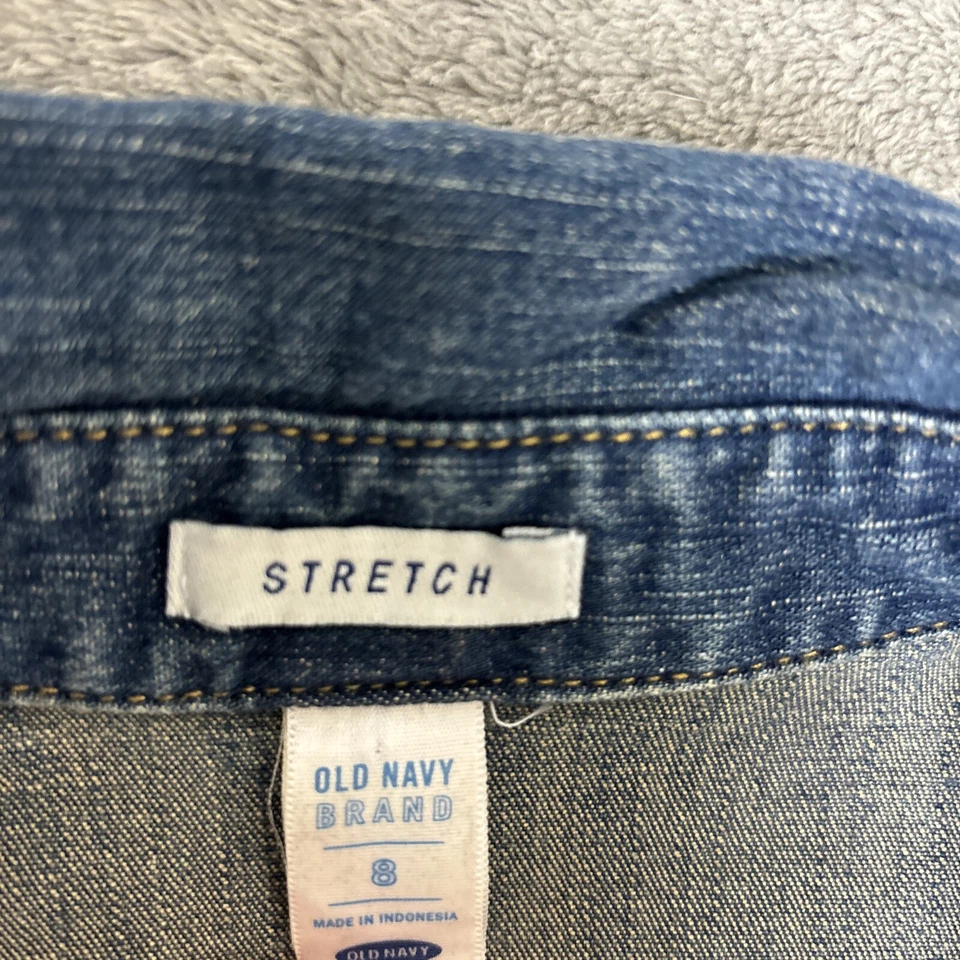 STRETCH
OLD NAVY
BRAND
8
MADE IN INDONESIA
OLD NAVY